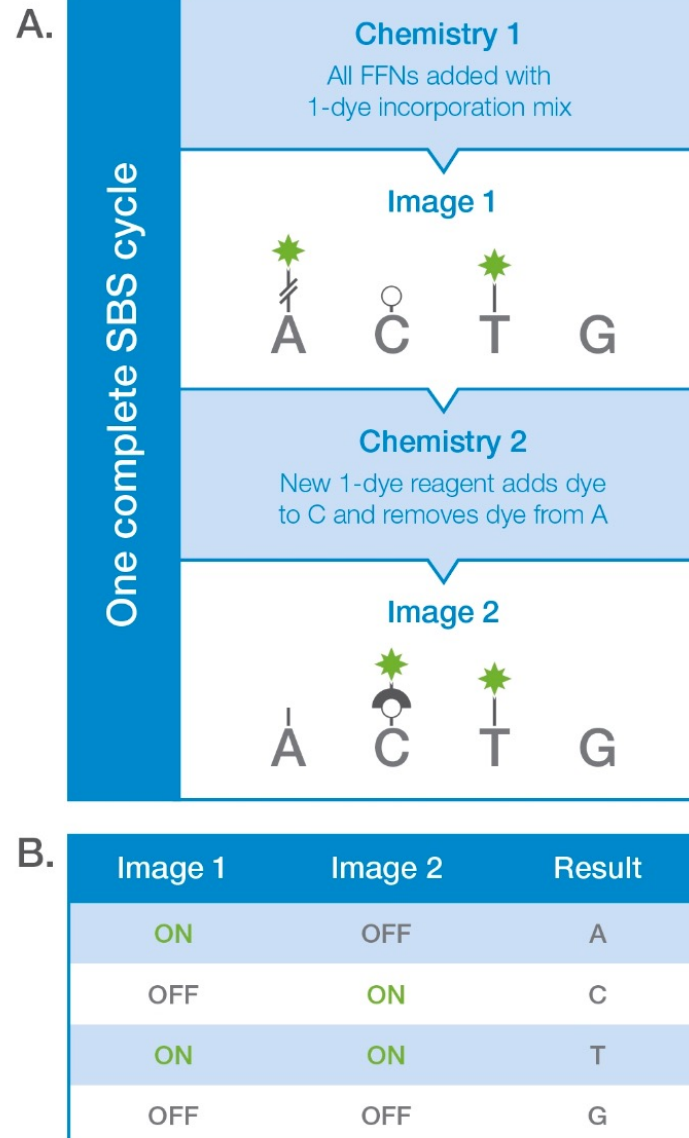 A.
One complete SBS cycle
Chemistry 1
All FFNs added with
1-dye incorporation mix
Image 1
A C T G
Chemistry 2
New 1-dye reagent adds dye
to C and removes dye from A
Image 2
A C T G
B.
Image 1 Image 2 Result
ON OFF A
OFF ON C
ON ON T
OFF OFF G